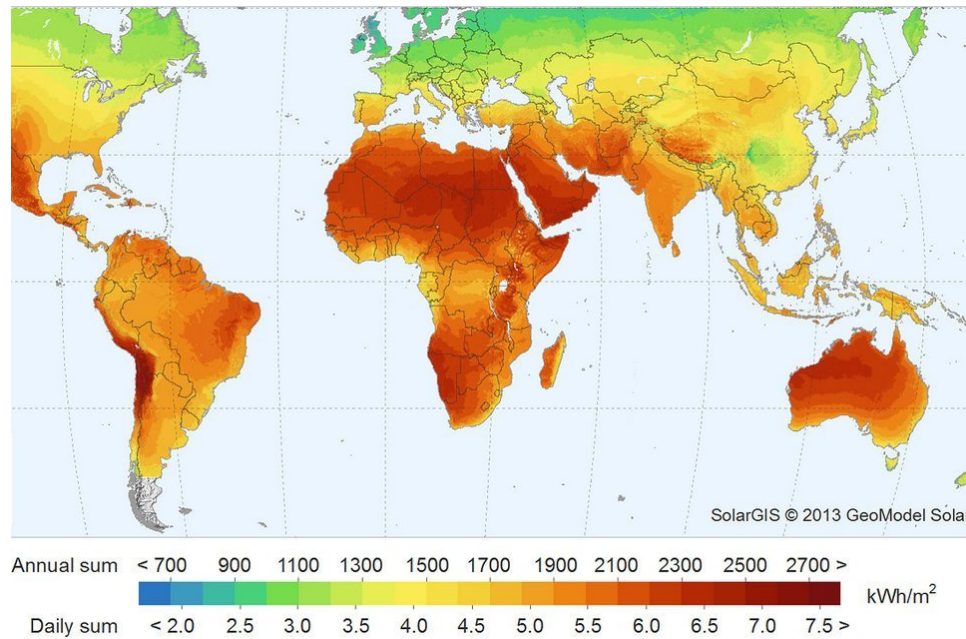 SolarGIS © 2013 GeoModel Solar
Annual sum < 700 900 1100 1300 1500 1700 1900 2100 2300 2500 2700 >
kWh/m²
Daily sum < 2.0 2.5 3.0 3.5 4.0 4.5 5.0 5.5 6.0 6.5 7.0 7.5 >